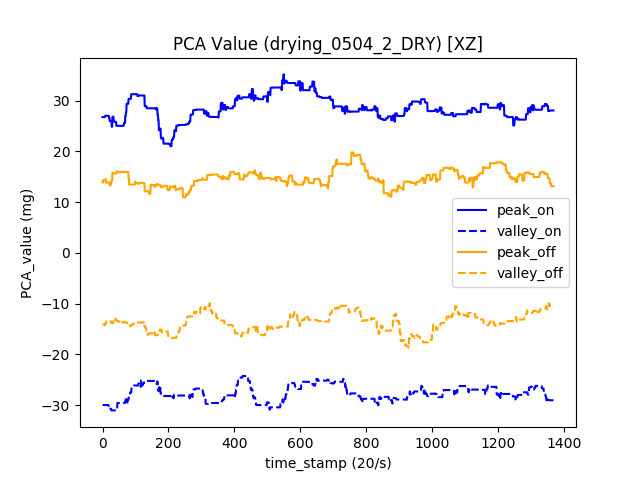 PCA Value (drying_0504_2_DRY) [XZ]
PCA_value (mg)
30
20
10
0
−10
−20
−30
peak_on
valley_on
peak_off
valley_off
0 200 400 600 800 1000 1200 1400
time_stamp (20/s)